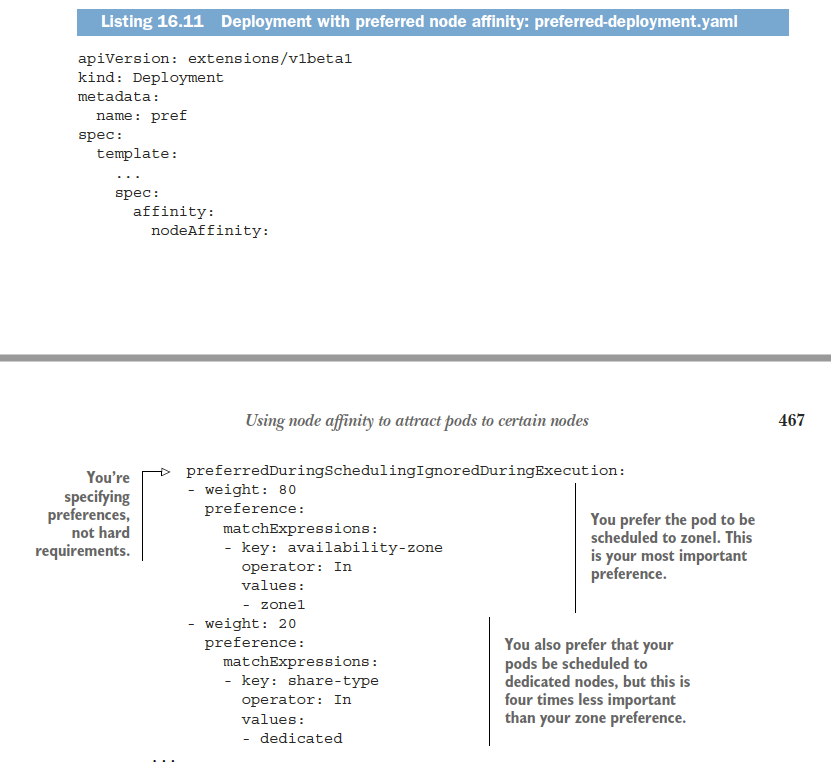 Listing 16.11 Deployment with preferred node affinity: preferred-deployment.yaml
apiVersion: extensions/v1beta1
kind: Deployment
metadata:
  name: pref
spec:
  template:
    ...
    spec:
      affinity:
        nodeAffinity:
Using node affinity to attract pods to certain nodes
467
You're
specifying
preferences,
not hard
requirements.
preferredDuringSchedulingIgnoredDuringExecution:
- weight: 80
  preference:
    matchExpressions:
    - key: availability-zone
      operator: In
      values:
      - zone1
You prefer the pod to be
scheduled to zone1. This
is your most important
preference.
- weight: 20
  preference:
    matchExpressions:
    - key: share-type
      operator: In
      values:
      - dedicated
You also prefer that your
pods be scheduled to
dedicated nodes, but this is
four times less important
than your zone preference.
...